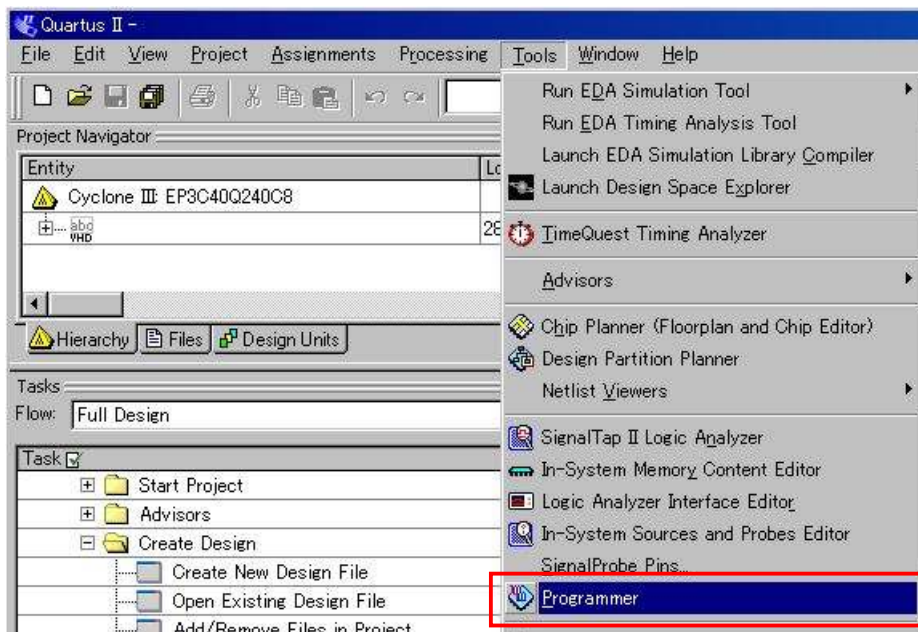 Quartus II -
File Edit View Project Assignments Processing Tools Window Help
Project Navigator
Entity
Cyclone III: EP3C40Q240C8
abc
VHD
28
Hierarchy Files Design Units
Tasks
Flow: Full Design
Task
Start Project
Advisors
Create Design
Create New Design File
Open Existing Design File
Add/Remove Files in Project
Run EDA Simulation Tool
Run EDA Timing Analysis Tool
Launch EDA Simulation Library Compiler
Launch Design Space Explorer
TimeQuest Timing Analyzer
Advisors
Chip Planner (Floorplan and Chip Editor)
Design Partition Planner
Netlist Viewers
SignalTap II Logic Analyzer
In-System Memory Content Editor
Logic Analyzer Interface Editor
In-System Sources and Probes Editor
SignalProbe Pins...
Programmer